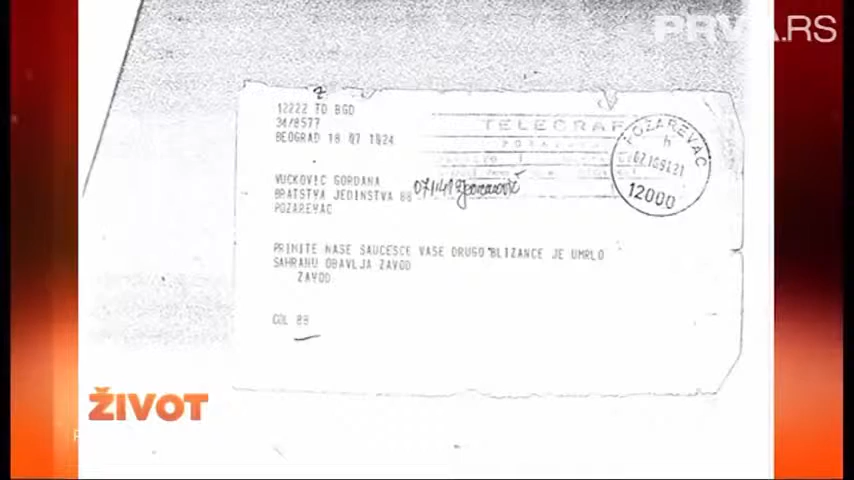 PRVA.RS
12222 TD BGD
34/8577
BEOGRAD 18 07 1024
TELEGRAF
POZAREVAC
h
12000
VUCKOVIC GORDANA
BRATSTVA JEDINSTVA 88
POZAREVAC
PRIMITE NASE SAUCESCE VASE DRUGO BLIZANCE JE UMRLO
SAHRANU OBAVLJA ZAVOD
ZAVOD
COL 88
ŽIVOT